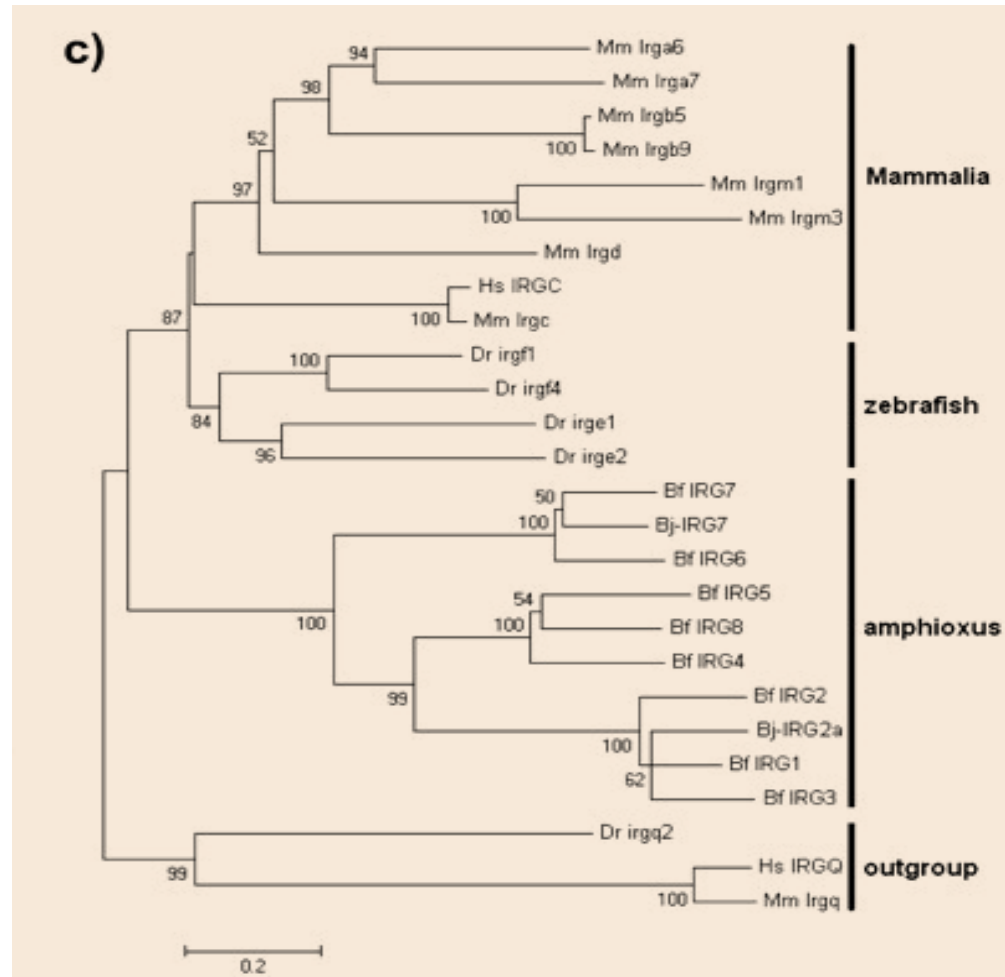 c)
94
Mm Irga6
Mm Irga7
98
Mm Irgb5
100
Mm Irgb9
52
Mm Irgm1
100
Mm Irgm3
97
Mm Irgd
Hs IRGC
100
Mm Irgc
Mammalia
87
100
Dr irgf1
Dr irgf4
84
Dr irge1
96
Dr irge2
zebrafish
50
Bf IRG7
100
Bj-IRG7
Bf IRG6
100
54
Bf IRG5
100
Bf IRG8
Bf IRG4
99
Bf IRG2
100
Bj-IRG2a
Bf IRG1
62
Bf IRG3
amphioxus
Dr irgq2
99
Hs IRGQ
100
Mm Irgq
outgroup
0.2